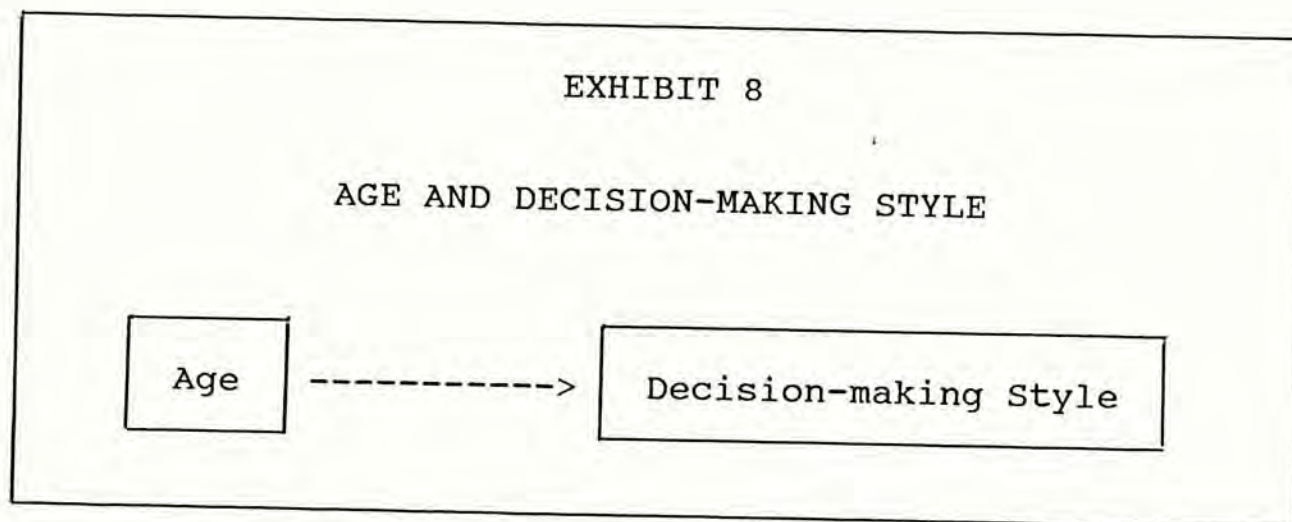 EXHIBIT 8
AGE AND DECISION-MAKING STYLE
Age -----------> Decision-making Style